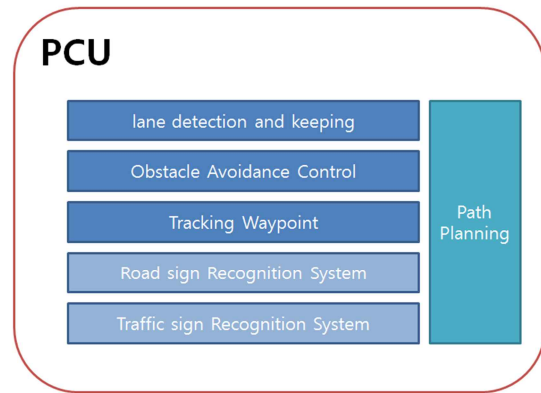 PCU
lane detection and keeping
Obstacle Avoidance Control
Tracking Waypoint
Road sign Recognition System
Traffic sign Recognition System
Path
Planning